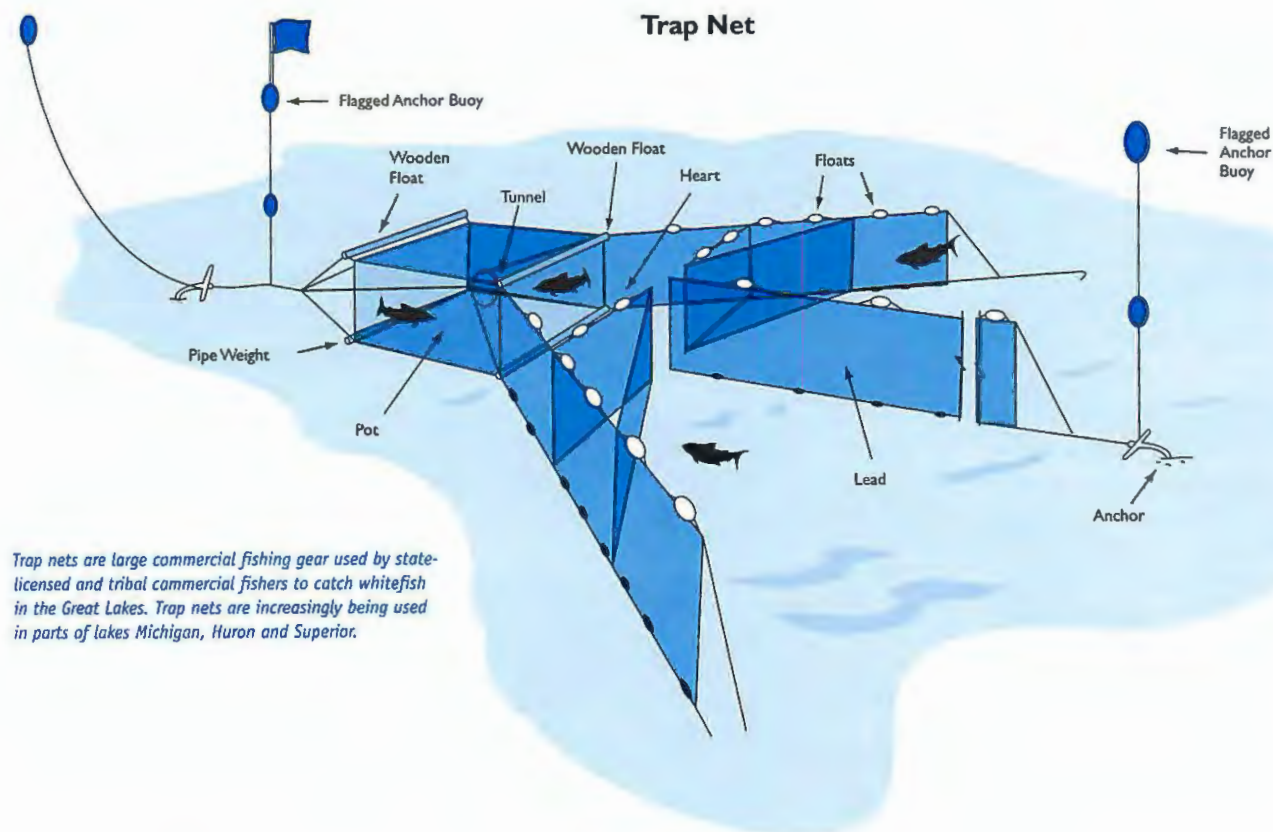 Trap Net
Flagged Anchor Buoy
Wooden
Float
Tunnel
Wooden Float
Heart
Floats
Flagged
Anchor
Buoy
Pipe Weight
Pot
Lead
Anchor
Trap nets are large commercial fishing gear used by state-
licensed and tribal commercial fishers to catch whitefish
in the Great Lakes. Trap nets are increasingly being used
in parts of lakes Michigan, Huron and Superior.